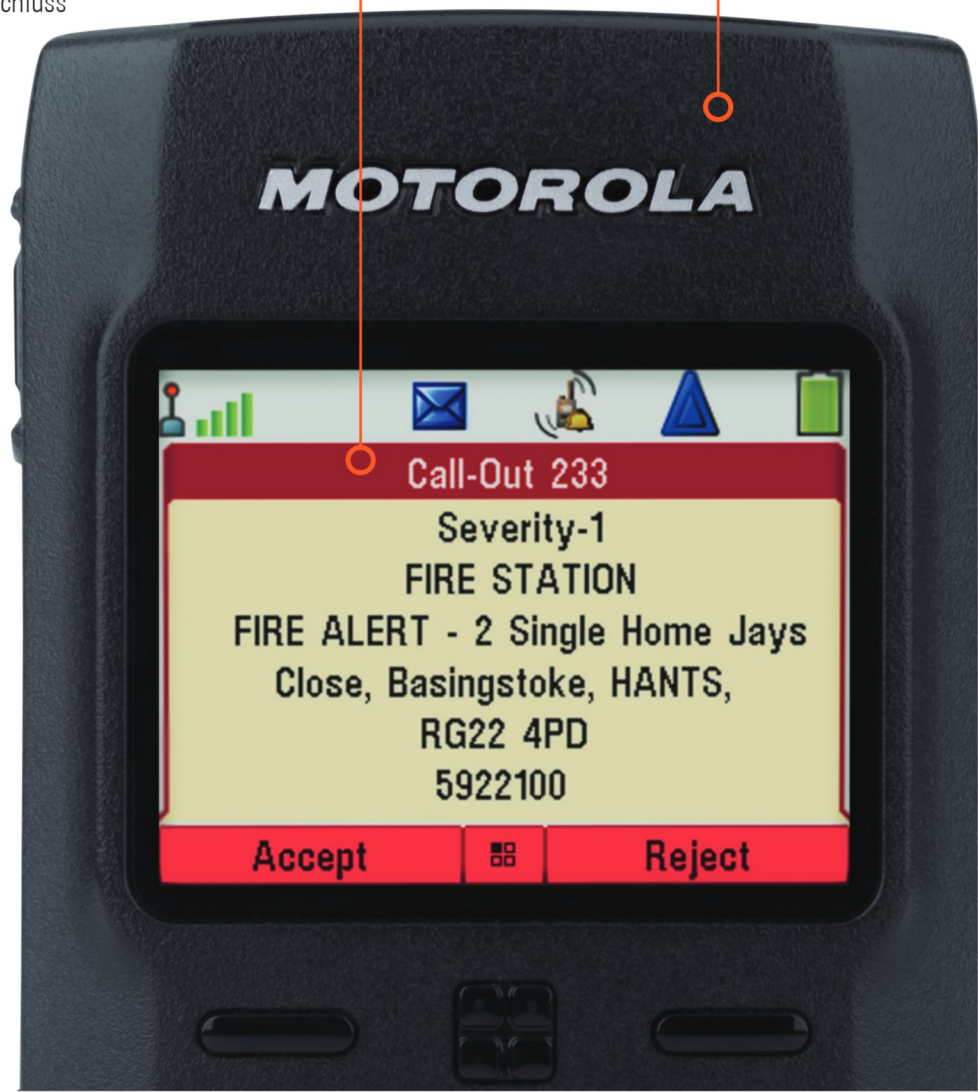 MOTOROLA
Call-Out 233
Severity-1
FIRE STATION
FIRE ALERT - 2 Single Home Jays
Close, Basingstoke, HANTS,
RG22 4PD
5922100
Accept
Reject